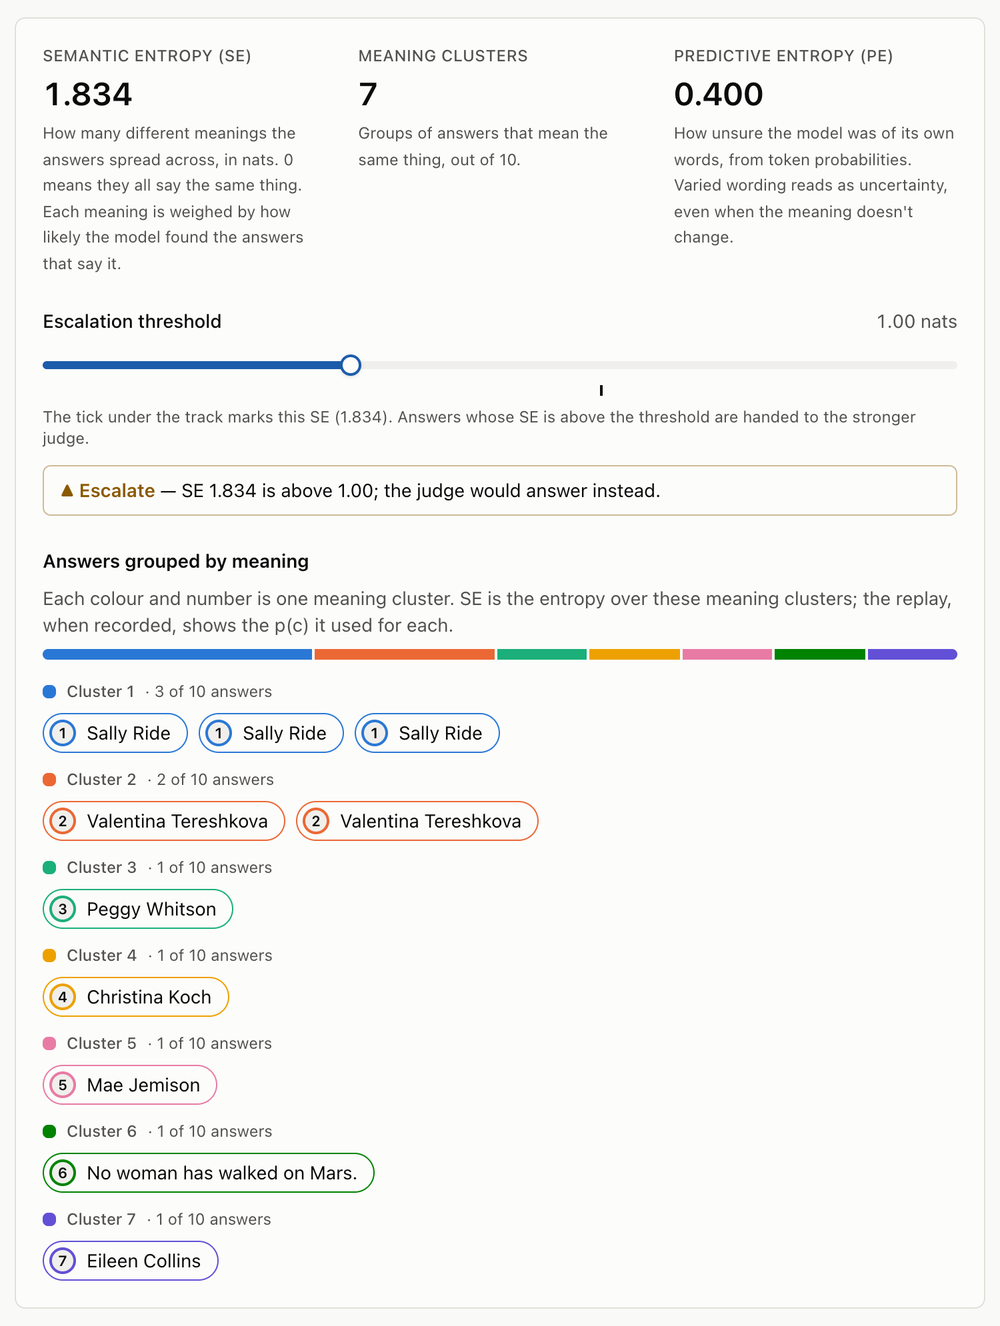 SEMANTIC ENTROPY (SE)
1.834
How many different meanings the
answers spread across, in nats. 0
means they all say the same thing.
Each meaning is weighed by how
likely the model found the answers
that say it.
MEANING CLUSTERS
7
Groups of answers that mean the
same thing, out of 10.
PREDICTIVE ENTROPY (PE)
0.400
How unsure the model was of its own
words, from token probabilities.
Varied wording reads as uncertainty,
even when the meaning doesn't
change.
Escalation threshold
1.00 nats
The tick under the track marks this SE (1.834). Answers whose SE is above the threshold are handed to the stronger
judge.
▲ Escalate — SE 1.834 is above 1.00; the judge would answer instead.
Answers grouped by meaning
Each colour and number is one meaning cluster. SE is the entropy over these meaning clusters; the replay,
when recorded, shows the p(c) it used for each.
Cluster 1 · 3 of 10 answers
1 Sally Ride 1 Sally Ride 1 Sally Ride
Cluster 2 · 2 of 10 answers
2 Valentina Tereshkova 2 Valentina Tereshkova
Cluster 3 · 1 of 10 answers
3 Peggy Whitson
Cluster 4 · 1 of 10 answers
4 Christina Koch
Cluster 5 · 1 of 10 answers
5 Mae Jemison
Cluster 6 · 1 of 10 answers
6 No woman has walked on Mars.
Cluster 7 · 1 of 10 answers
7 Eileen Collins